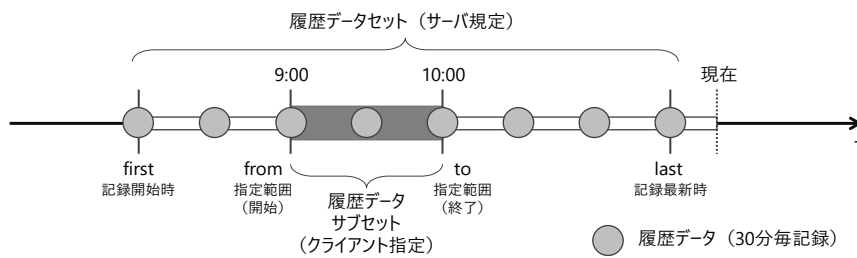 履歴データセット（サーバ規定）
9:00
10:00
現在
first
記録開始時
from
指定範囲
（開始）
to
指定範囲
（終了）
last
記録最新時
履歴データ
サブセット
（クライアント指定）
履歴データ（30分毎記録）